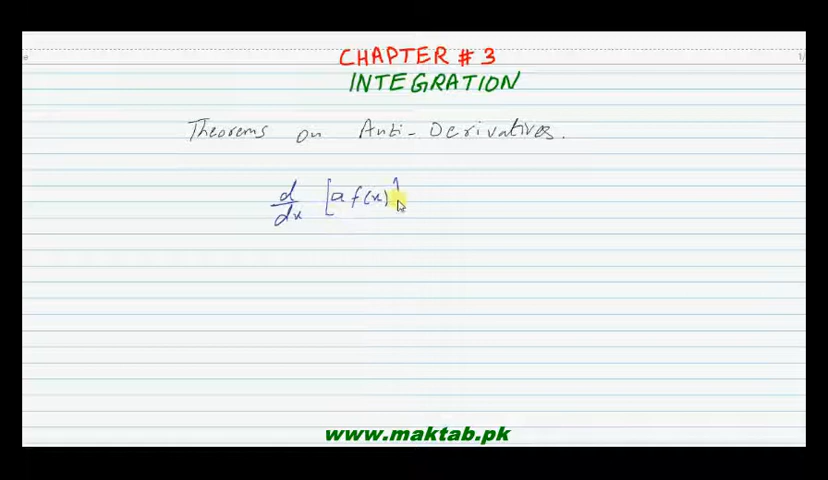 CHAPTER # 3
INTEGRATION
Theorems on Anti-Derivatives.
d/dx [a f(x)]
www.maktab.pk